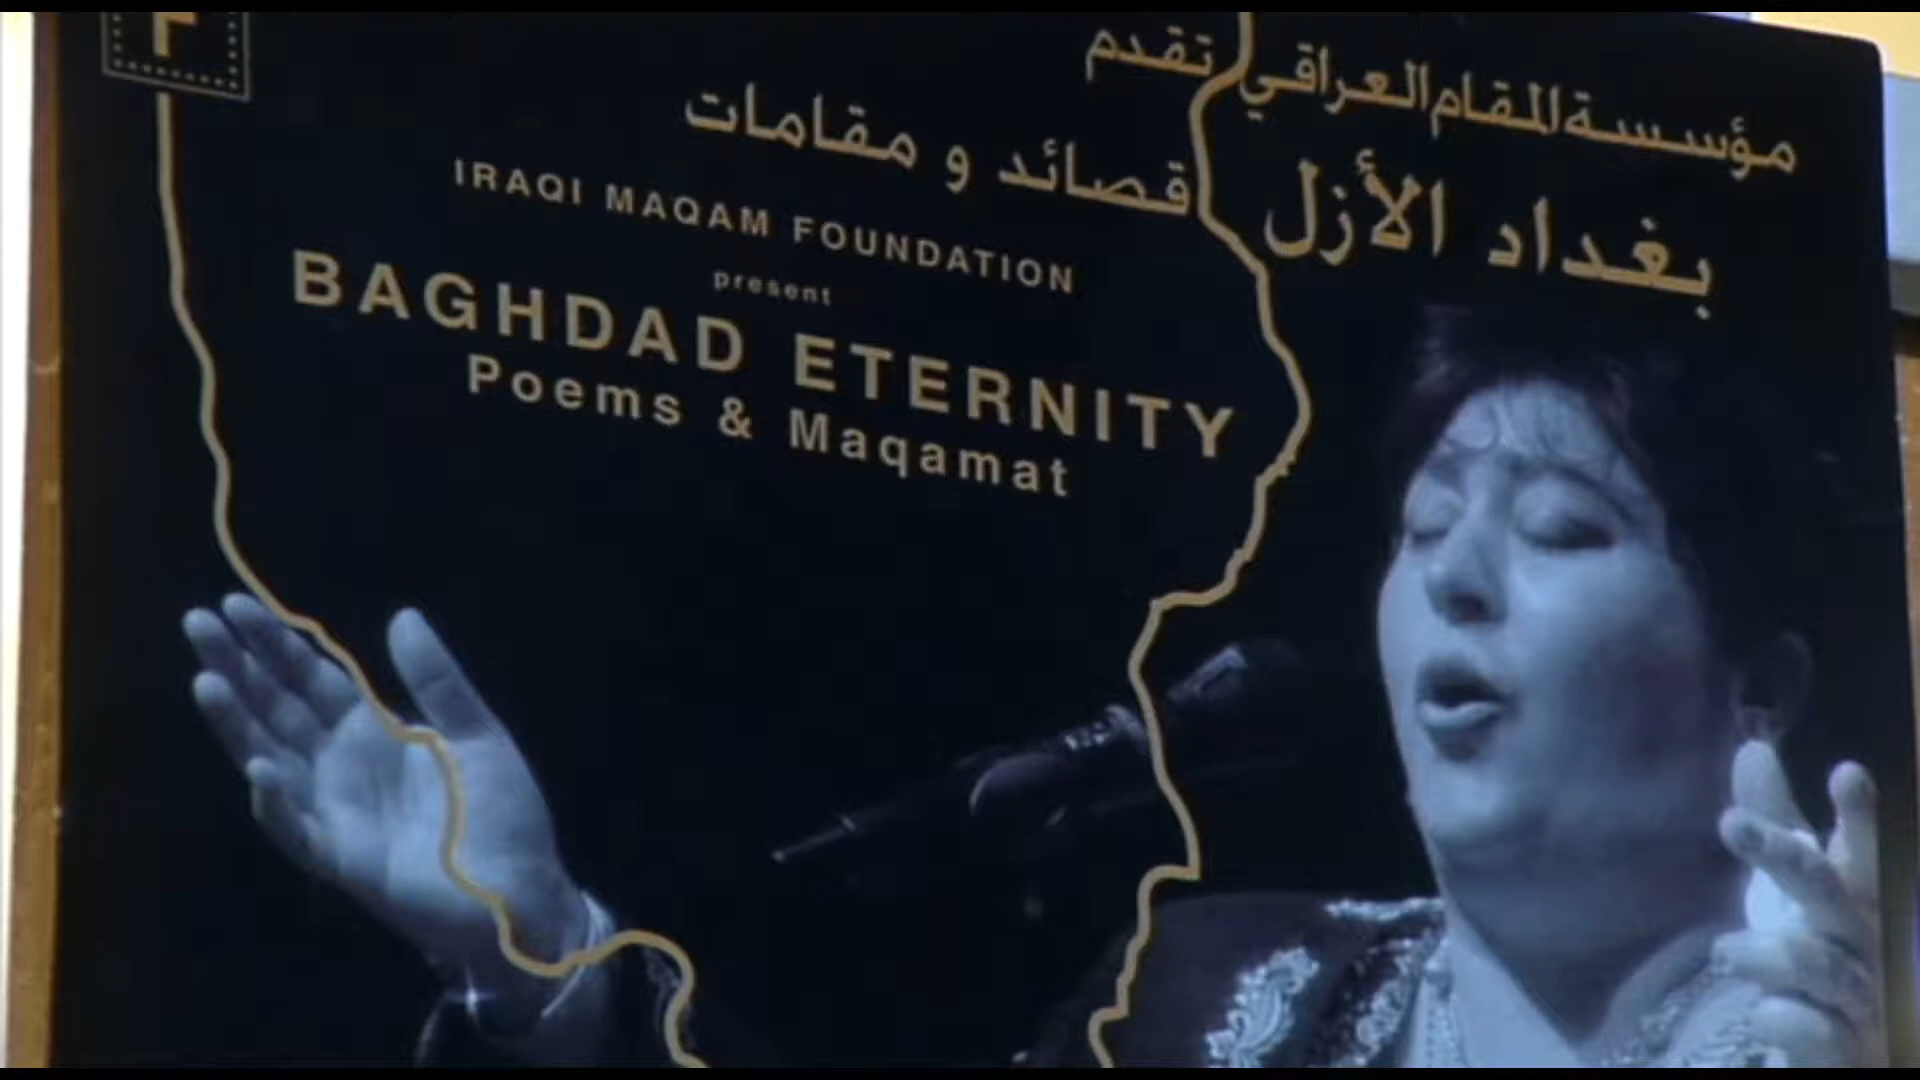 مؤسسة المقام العراقي تقدم
بغداد الأزل
قصائد و مقامات
IRAQI MAQAM FOUNDATION
present
BAGHDAD ETERNITY
Poems & Maqamat